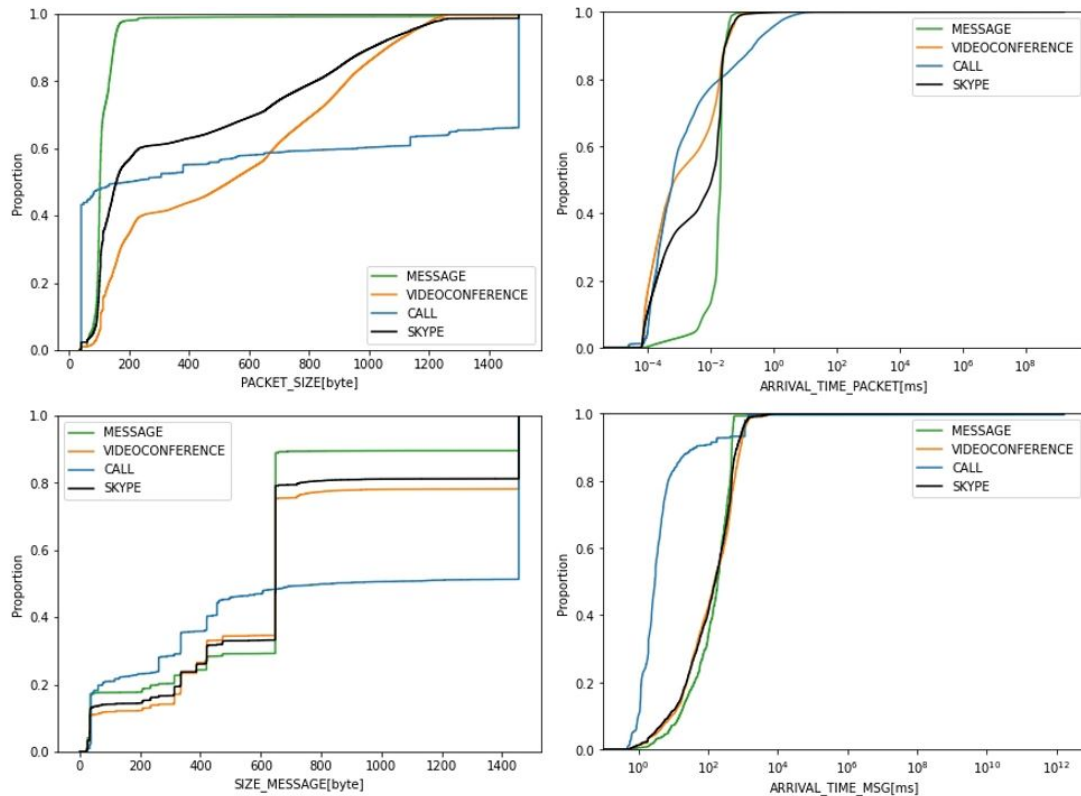 1.0
0.8
0.6
0.4
0.2
0.0
Proportion
MESSAGE
VIDEOCONFERENCE
CALL
SKYPE
0 200 400 600 800 1000 1200 1400
PACKET_SIZE[byte]
1.0
0.8
0.6
0.4
0.2
0.0
Proportion
MESSAGE
VIDEOCONFERENCE
CALL
SKYPE
10⁻⁴ 10⁻² 10⁰ 10² 10⁴ 10⁶ 10⁸
ARRIVAL_TIME_PACKET[ms]
1.0
0.8
0.6
0.4
0.2
0.0
Proportion
MESSAGE
VIDEOCONFERENCE
CALL
SKYPE
0 200 400 600 800 1000 1200 1400
SIZE_MESSAGE[byte]
1.0
0.8
0.6
0.4
0.2
0.0
Proportion
MESSAGE
VIDEOCONFERENCE
CALL
SKYPE
10⁰ 10² 10⁴ 10⁶ 10⁸ 10¹⁰ 10¹²
ARRIVAL_TIME_MSG[ms]